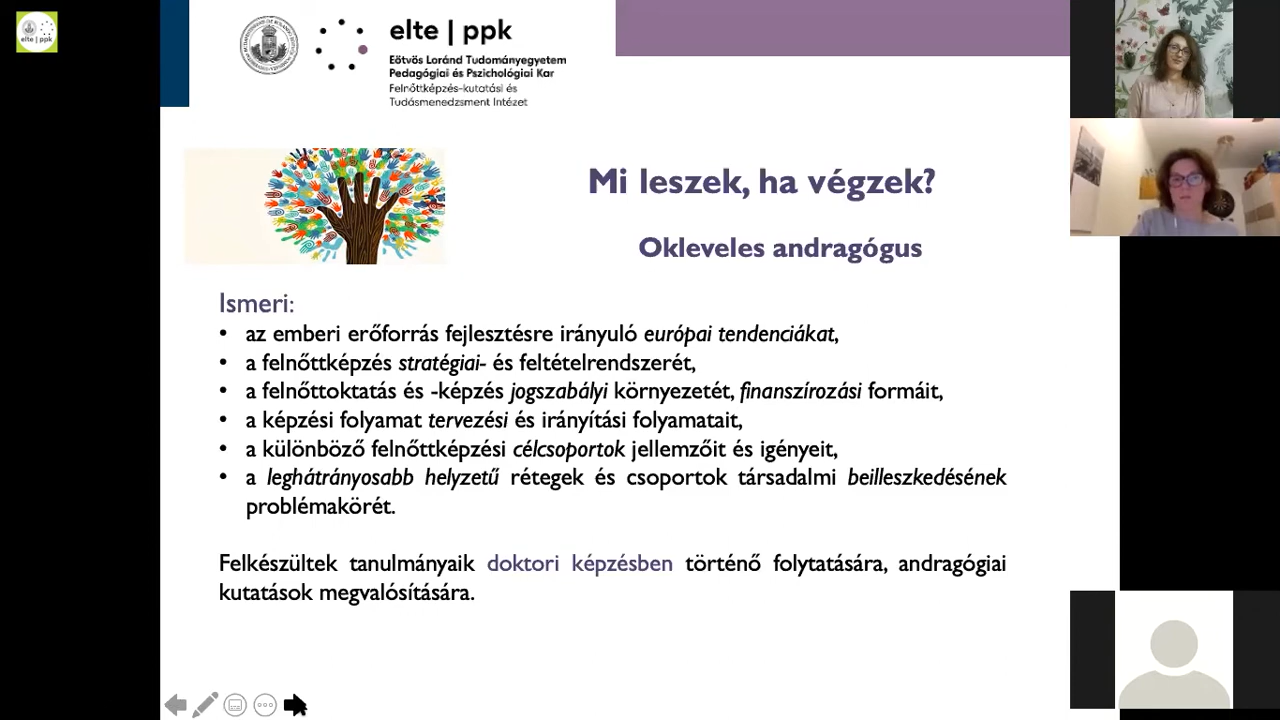 elte | ppk
elte | ppk
Eötvös Loránd Tudományegyetem
Pedagógiai és Pszichológiai Kar
Felnőttképzés-kutatási és
Tudásmenedzsment Intézet
Mi leszek, ha végzek?
Okleveles andragógus
Ismeri:
• az emberi erőforrás fejlesztésre irányuló európai tendenciákat,
• a felnőttképzés stratégiai- és feltételrendszerét,
• a felnőttoktatás és -képzés jogszabályi környezetét, finanszírozási formáit,
• a képzési folyamat tervezési és irányítási folyamatait,
• a különböző felnőttképzési célcsoportok jellemzőit és igényeit,
• a leghátrányosabb helyzetű rétegek és csoportok társadalmi beilleszkedésének
problémakörét.
Felkészültek tanulmányaik doktori képzésben történő folytatására, andragógiai
kutatások megvalósítására.